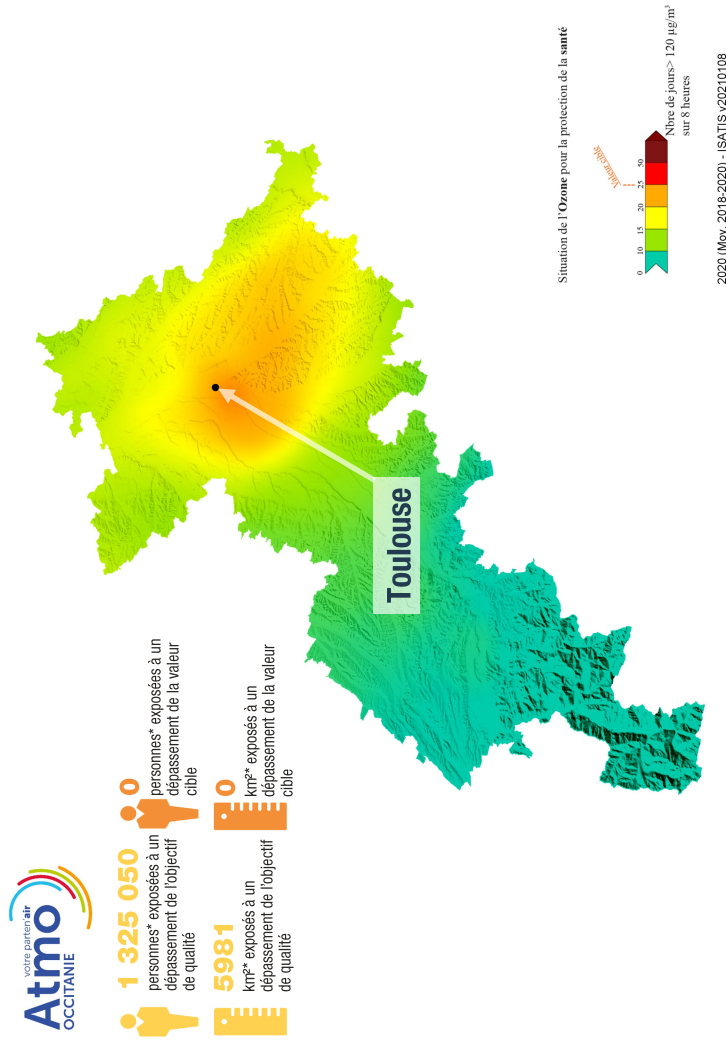 votre parten'air
Atmo
OCCITANIE
1 325 050
personnes* exposées à un
dépassement de l'objectif
de qualité
0
personnes* exposées à un
dépassement de la valeur
cible
5981
km²* exposés à un
dépassement de l'objectif
de qualité
0
km²* exposés à un
dépassement de la valeur
cible
Toulouse
Situation de l'Ozone pour la protection de la santé
Valeur cible
0 10 15 20 25 50
Nbre de jours> 120 µg/m³
sur 8 heures
2020 (Moy. 2018-2020) - ISATIS v20210108